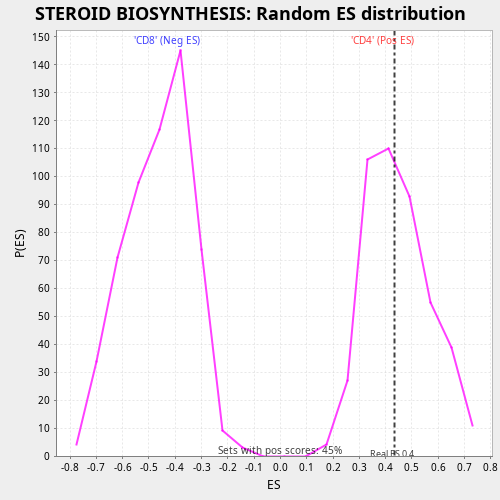 STEROID BIOSYNTHESIS: Random ES distribution
'CD8' (Neg ES)
'CD4' (Pos ES)
150
140
130
120
110
100
90
80
70
60
50
40
30
20
10
0
P(ES)
Sets with pos scores: 45%
Real ES 0.4
-0.8 -0.7 -0.6 -0.5 -0.4 -0.3 -0.2 -0.1 0.0 0.1 0.2 0.3 0.4 0.5 0.6 0.7 0.8
ES